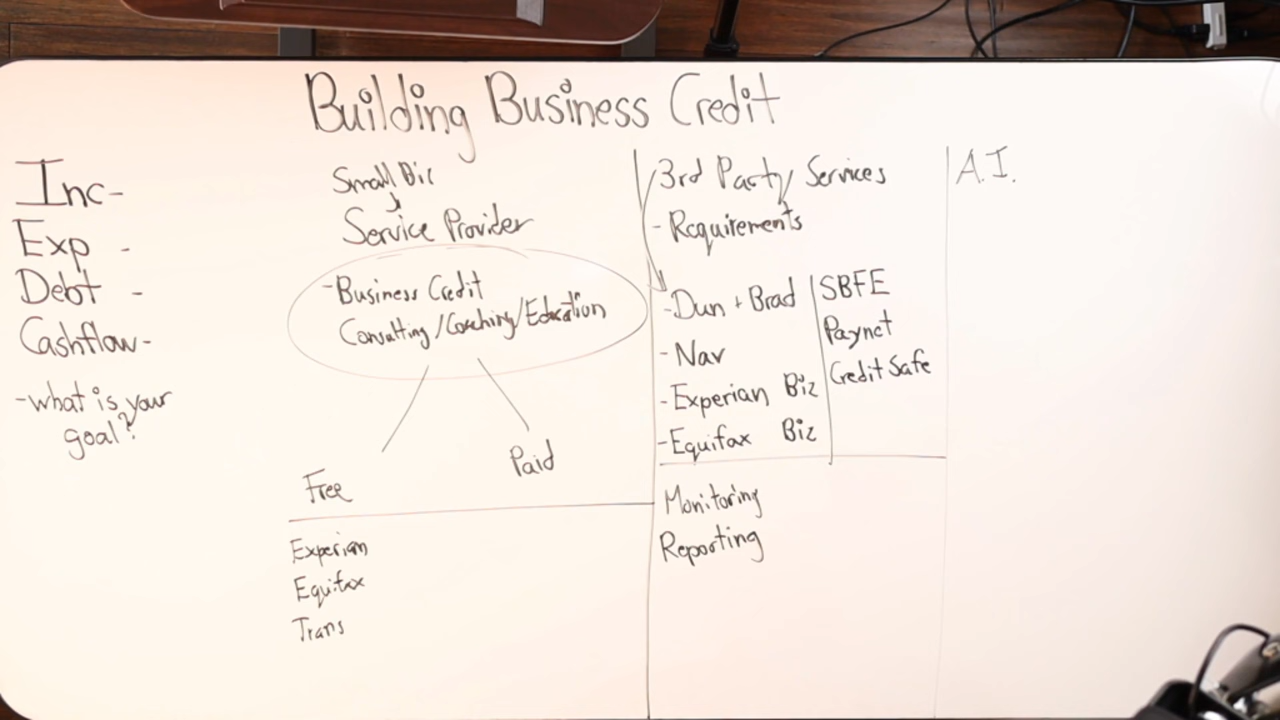 Building Business Credit
Inc-
Exp -
Debt -
Cashflow-
-what is your
goal?
Small Biz
Service Provider
-Business Credit
Consulting/Coaching/Education
Free
Paid
Experian
Equifax
Trans
3rd Party Services
- Requirements
-Dun + Brad
- Nav
- Experian Biz
-Equifax Biz
SBFE
Paynet
Credit Safe
Monitoring
Reporting
A.I.